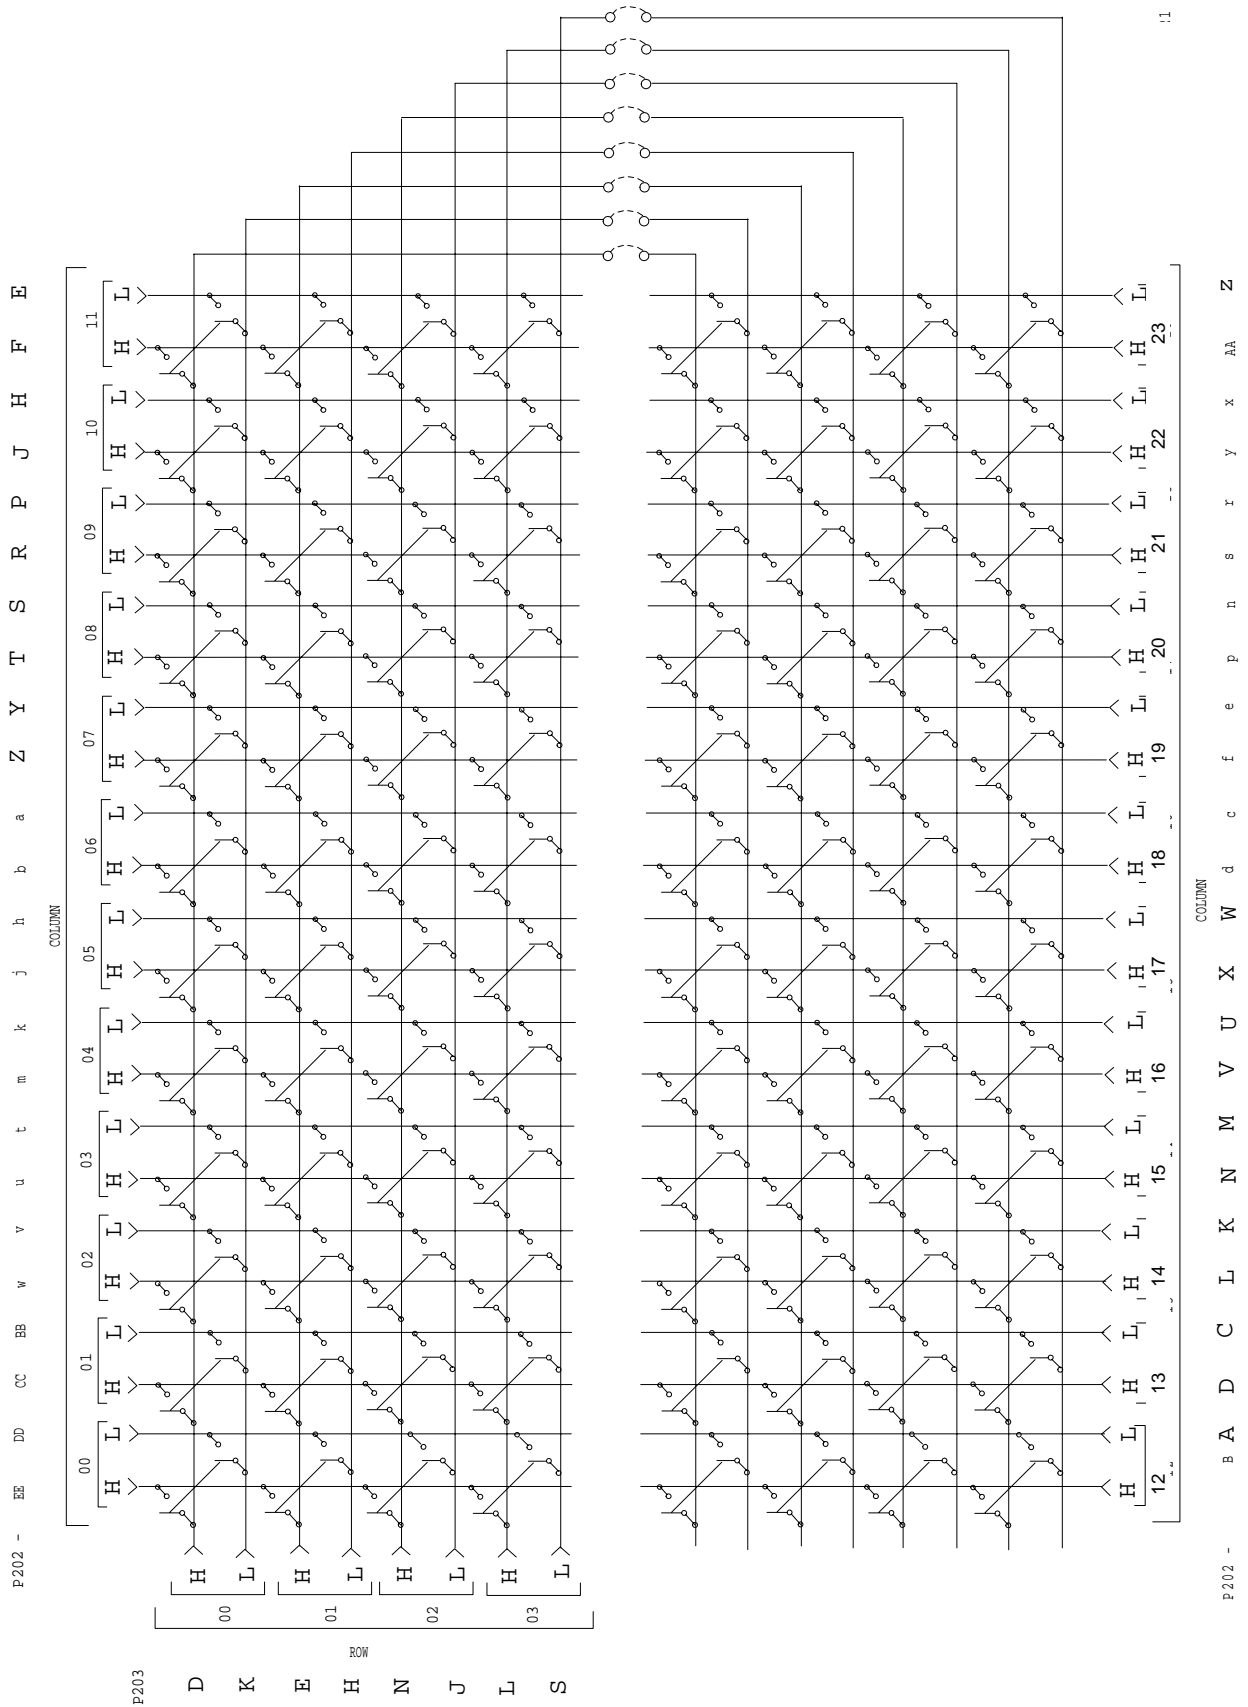 P202 - EE DD CC BB w v u t m k j h b a Z Y T S R P J H F E
COLUMN
00 01 02 03 04 05 06 07 08 09 10 11
H L H L H L H L H L H L H L H L H L H L H L H L
P203
ROW
D H 00
K L
E H 01
H L
N H 02
J L
L H 03
S L
H L H L H L H L H L H L H L H L H L H L H L H L
12 13 14 15 16 17 18 19 20 21 22 23
COLUMN
P202 - B A D C L K N M V U X W d c f e p n s r y x AA z